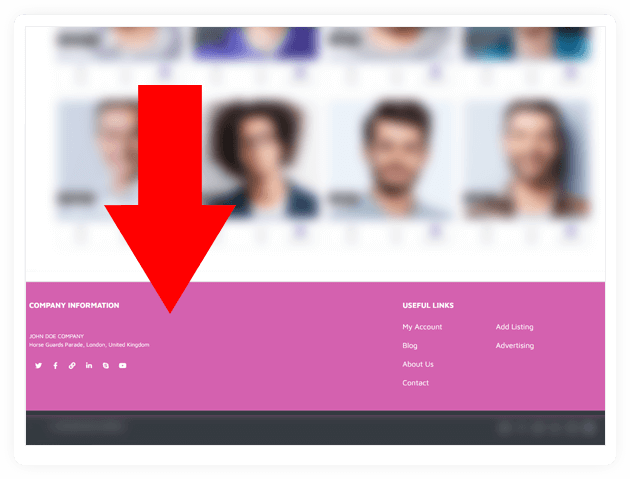 COMPANY INFORMATION
JOHN DOE COMPANY
Horse Guards Parade, London, United Kingdom
USEFUL LINKS
My Account
Add Listing
Blog
Advertising
About Us
Contact